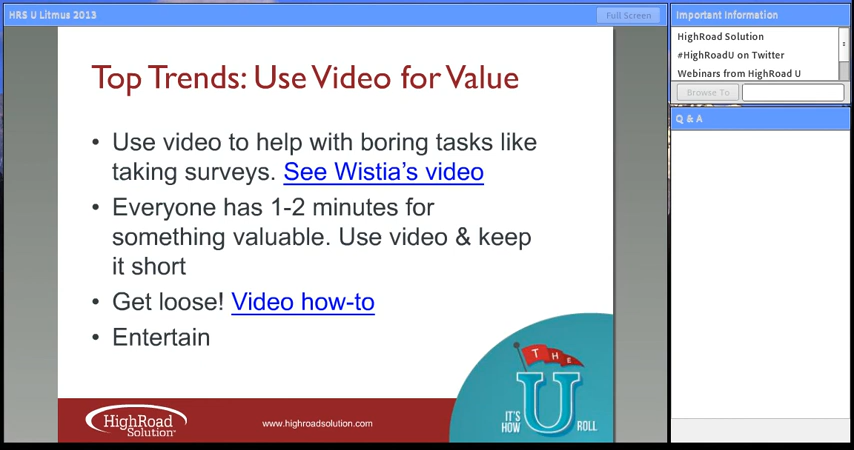 HRS U Litmus 2013
Full Screen
Top Trends: Use Video for Value
• Use video to help with boring tasks like
taking surveys. See Wistia's video
• Everyone has 1-2 minutes for
something valuable. Use video & keep
it short
• Get loose! Video how-to
• Entertain
HighRoad
Solution
www.highroadsolution.com
THE
U
IT'S
HOW
ROLL
Important Information
HighRoad Solution
#HighRoadU on Twitter
Webinars from HighRoad U
Browse To
Q & A